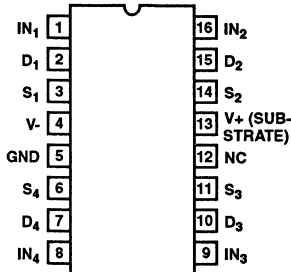 IN1 1 16 IN2
D1 2 15 D2
S1 3 14 S2
V- 4 13 V+ (SUB-
STRATE)
GND 5 12 NC
S4 6 11 S3
D4 7 10 D3
IN4 8 9 IN3